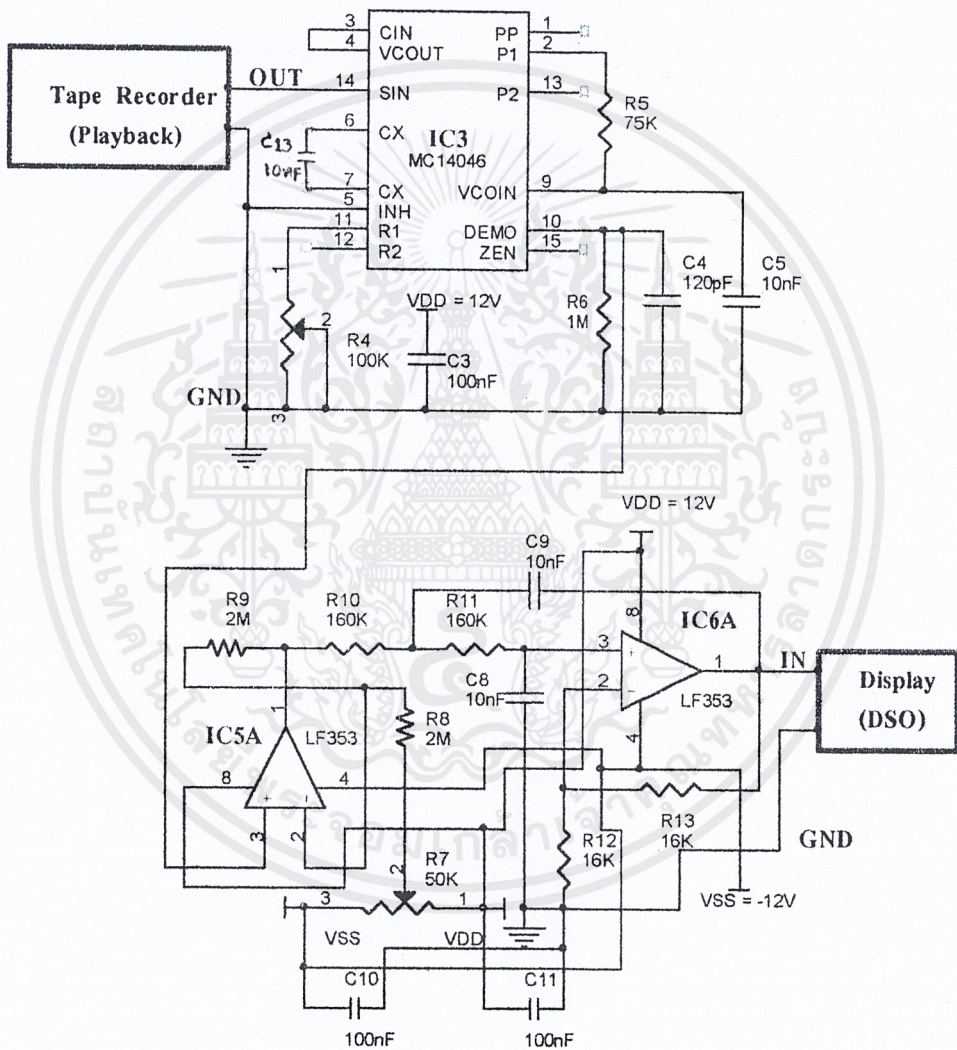 3
CIN
PP
1
4
VCOUT
P1
2
OUT
14
SIN
P2
13
R5
75K
Tape Recorder
(Playback)
6
CX
IC3
MC14046
C13
7
CX
VCOIN
9
5
INH
11
R1
DEMO
10
12
R2
ZEN
15
C4
120pF
C5
10nF
1
2
R4
100K
VDD = 12V
C3
100nF
R6
1M
GND
3
VDD = 12V
C9
10nF
R9
2M
R10
160K
R11
160K
8
IC6A
3
+
1
IN
2
-
LF353
C8
10nF
Display
(DSO)
1
R8
2M
IC5A
LF353
4
8
4
+
-
3
2
R13
16K
R12
16K
GND
R7
50K
2
3
1
VSS = -12V
VSS
VDD
C10
C11
100nF
100nF